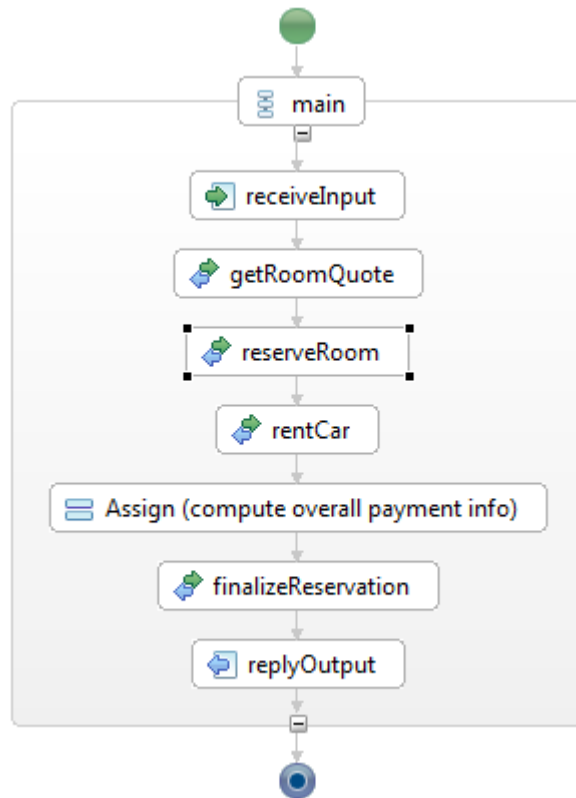 main
receiveInput
getRoomQuote
reserveRoom
rentCar
Assign (compute overall payment info)
finalizeReservation
replyOutput